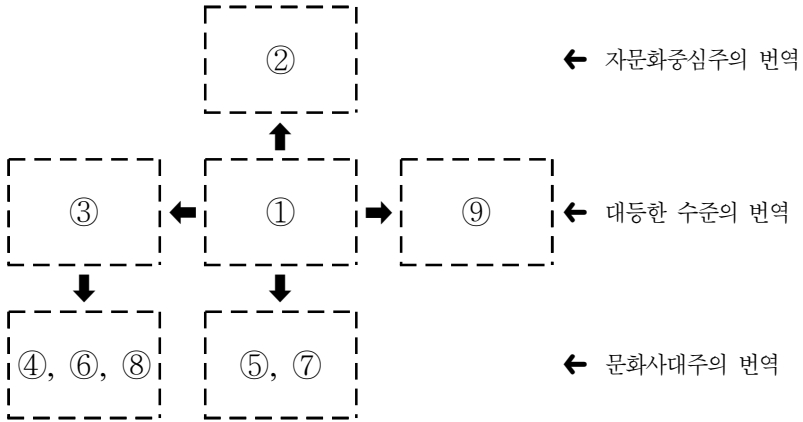 ②
← 자문화중심주의 번역
③
①
⑨
← 대등한 수준의 번역
④, ⑥, ⑧
⑤, ⑦
← 문화사대주의 번역